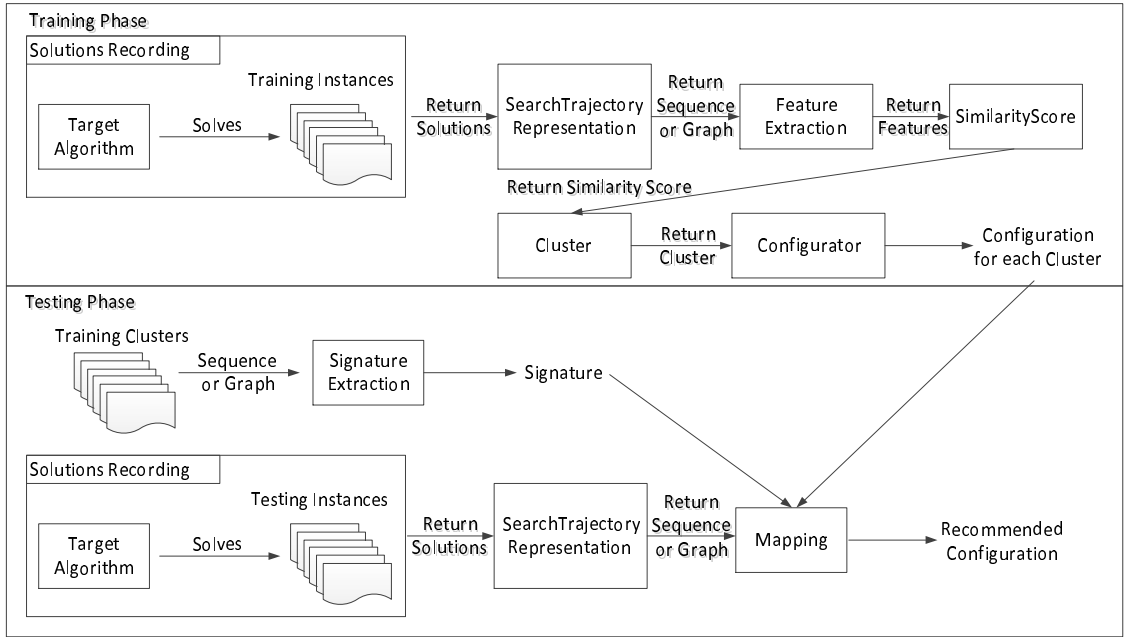 Training Phase
Solutions Recording
Training Instances
Target
Algorithm
Solves
Return
Solutions
SearchTrajectory
Representation
Return
Sequence
or Graph
Feature
Extraction
Return
Features
SimilarityScore
Return Similarity Score
Cluster
Return
Cluster
Configurator
Configuration
for each Cluster
Testing Phase
Training Clusters
Sequence
or Graph
Signature
Extraction
Signature
Solutions Recording
Testing Instances
Target
Algorithm
Solves
Return
Solutions
SearchTrajectory
Representation
Return
Sequence
or Graph
Mapping
Recommended
Configuration